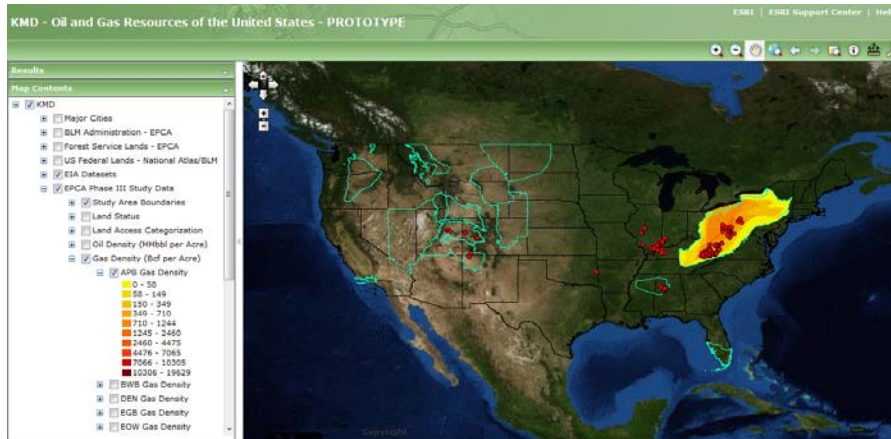 KMD - Oil and Gas Resources of the United States - PROTOTYPE
ESRI | ESRI Support Center | Hel
Results
Map Contents
KMD
Major Cities
BLM Administration - EPCA
Forest Service Lands - EPCA
US Federal Lands - National Atlas/BLM
EIA Datasets
EPCA Phase III Study Data
Study Area Boundaries
Land Status
Land Access Categorization
Oil Density (MMbbl per Acre)
Gas Density (Bcf per Acre)
APB Gas Density
0 - 58
58 - 149
150 - 349
349 - 710
710 - 1244
1245 - 2460
2460 - 4475
4476 - 7065
7066 - 10305
10306 - 19629
BWB Gas Density
DEN Gas Density
EGB Gas Density
EOW Gas Density
Copyright